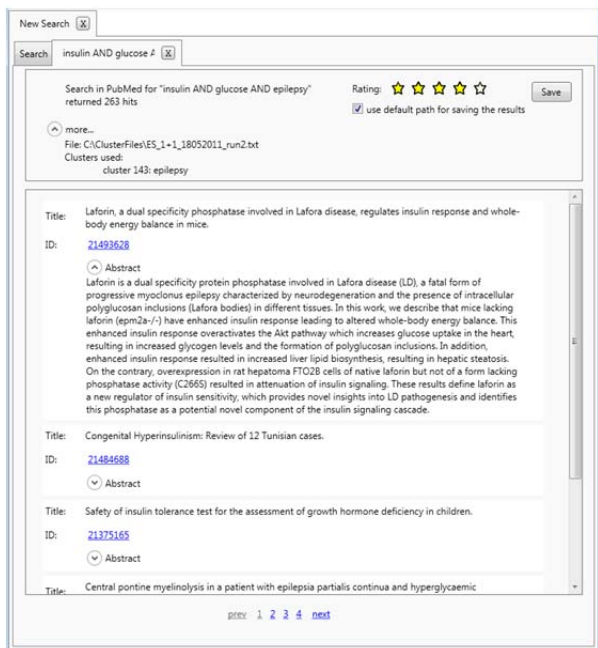 New Search X
Search insulin AND glucose A X
Search in PubMed for "insulin AND glucose AND epilepsy"
returned 263 hits
Rating:
use default path for saving the results
Save
more...
File: C:\ClusterFiles\ES_1+1_18052011_run2.txt
Clusters used:
cluster 143: epilepsy
Title: Laforin, a dual specificity phosphatase involved in Lafora disease, regulates insulin response and whole-
body energy balance in mice.
ID: 21493628
Abstract
Laforin is a dual specificity protein phosphatase involved in Lafora disease (LD), a fatal form of
progressive myoclonus epilepsy characterized by neurodegeneration and the presence of intracellular
polyglucosan inclusions (Lafora bodies) in different tissues. In this work, we describe that mice lacking
laforin (epm2a-/-) have enhanced insulin response leading to altered whole-body energy balance. This
enhanced insulin response overactivates the Akt pathway which increases glucose uptake in the heart,
resulting in increased glycogen levels and the formation of polyglucosan inclusions. In addition,
enhanced insulin response resulted in increased liver lipid biosynthesis, resulting in hepatic steatosis.
On the contrary, overexpression in rat hepatoma FTO2B cells of native laforin but not of a form lacking
phosphatase activity (C266S) resulted in attenuation of insulin signaling. These results define laforin as
a new regulator of insulin sensitivity, which provides novel insights into LD pathogenesis and identifies
this phosphatase as a potential novel component of the insulin signaling cascade.
Title: Congenital Hyperinsulinism: Review of 12 Tunisian cases.
ID: 21484688
Abstract
Title: Safety of insulin tolerance test for the assessment of growth hormone deficiency in children.
ID: 21375165
Abstract
Title: Central pontine myelinolysis in a patient with epilepsia partialis continua and hyperglycaemic
prev 1 2 3 4 next